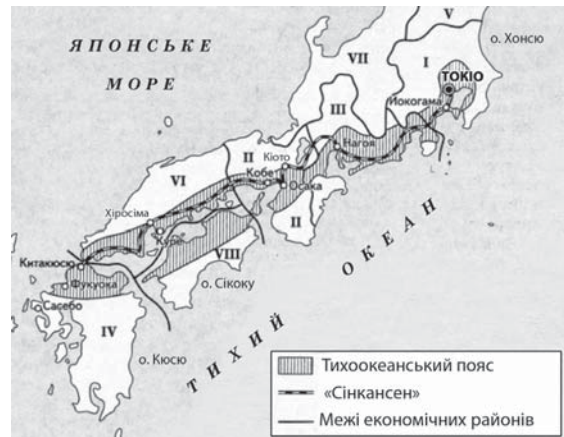 ЯПОНСЬКЕ
МОРЕ
V
о. Хонсю
VII
I
ТОКІО
III
Йокогама
Нагоя
II
Кіото
Кобе
Осака
VI
II
Хіросіма
Куре
VIII
Китакюсю
Фукуока
Сасебо
о. Сікоку
IV
о. Кюсю
ТИХИЙ ОКЕАН
Тихоокеанський пояс
«Сінкансен»
Межі економічних районів